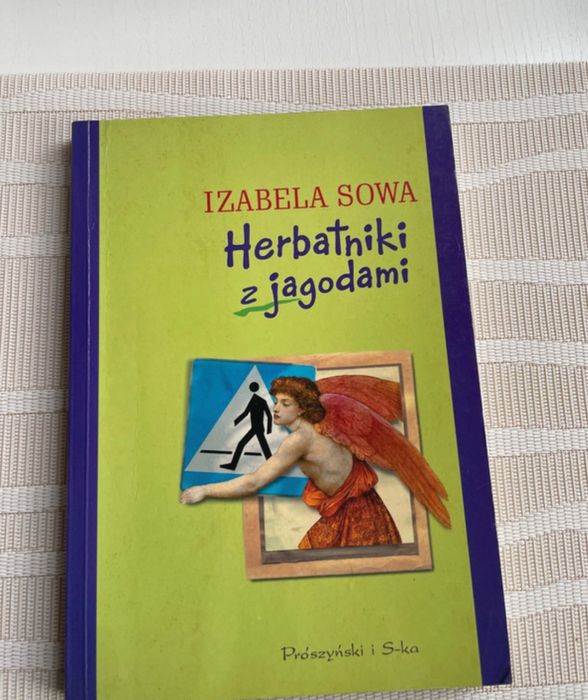 IZABELA SOWA
Herbatniki
z jagodami
Prószyński i S-ka